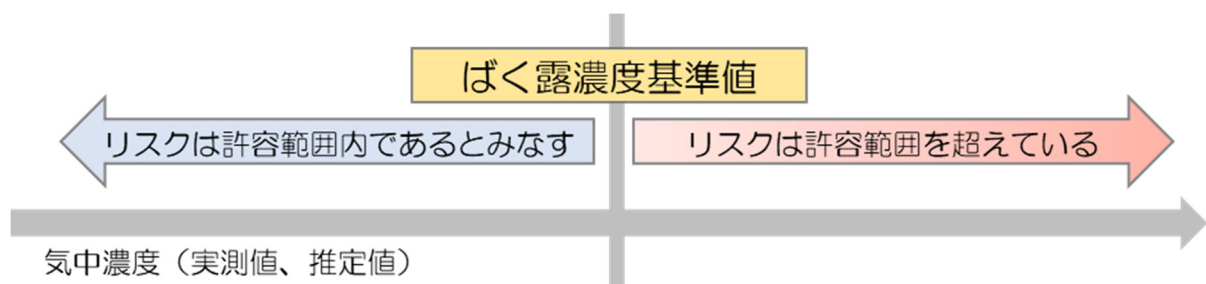 ばく露濃度基準値
リスクは許容範囲内であるとみなす
リスクは許容範囲を超えている
気中濃度（実測値、推定値）